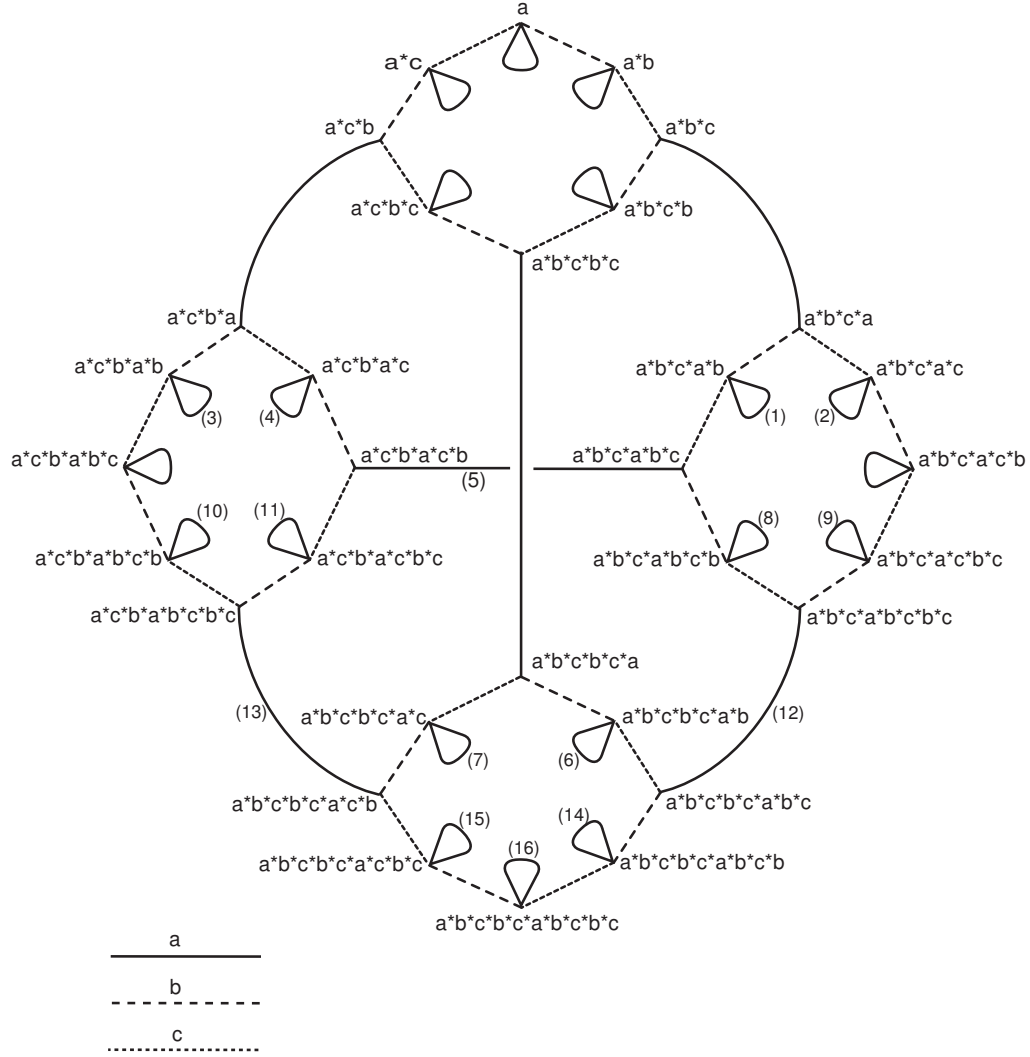 a
a*c
a*b
a*c*b
a*b*c
a*c*b*c
a*b*c*b
a*b*c*b*c
a*c*b*a
a*b*c*a
a*c*b*a*b
a*c*b*a*c
a*b*c*a*b
a*b*c*a*c
(3)
(4)
(1)
(2)
a*c*b*a*b*c
a*c*b*a*c*b
a*b*c*a*b*c
a*b*c*a*c*b
(5)
(10)
(11)
(8)
(9)
a*c*b*a*b*c*b
a*c*b*a*c*b*c
a*b*c*a*b*c*b
a*b*c*a*c*b*c
a*c*b*a*b*c*b*c
a*b*c*a*b*c*b*c
a*b*c*b*c*a
(13)
a*b*c*b*c*a*c
a*b*c*b*c*a*b
(12)
(7)
(6)
a*b*c*b*c*a*c*b
a*b*c*b*c*a*b*c
(15)
(14)
(16)
a*b*c*b*c*a*c*b*c
a*b*c*b*c*a*b*c*b
a*b*c*b*c*a*b*c*b*c
a
b
c